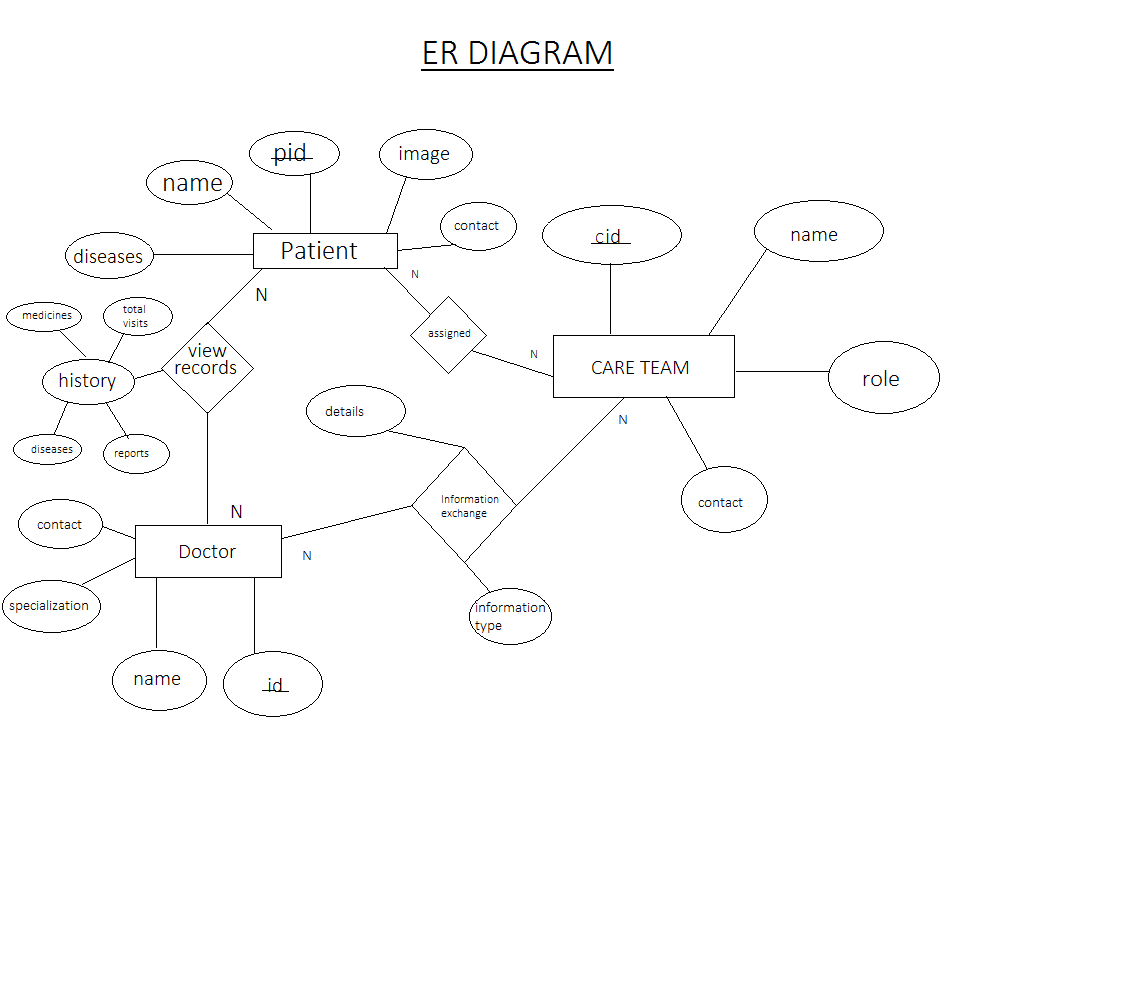 ER DIAGRAM
pid
image
name
contact
cid
name
Patient
diseases
N
N
medicines
total
visits
assigned
view
records
N
CARE TEAM
history
role
details
N
diseases
reports
Information
exchange
contact
N
contact
Doctor
N
specialization
information
type
name
id